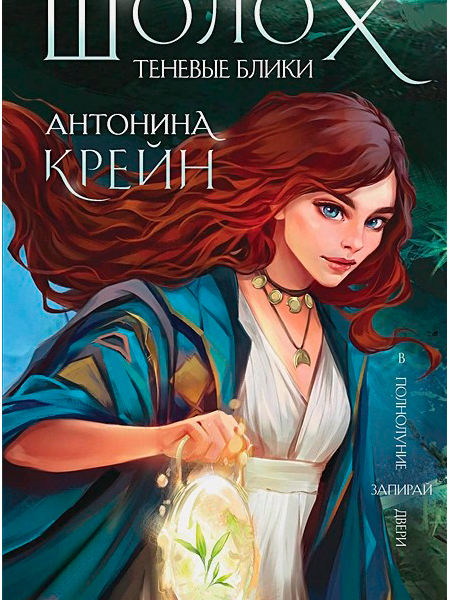 ШОЛОХ
ТЕНЕВЫЕ БЛИКИ
АНТОНИНА
КРЕЙН
В
ПОЛНОЛУНИЕ
ЗАПИРАЙ
ДВЕРИ